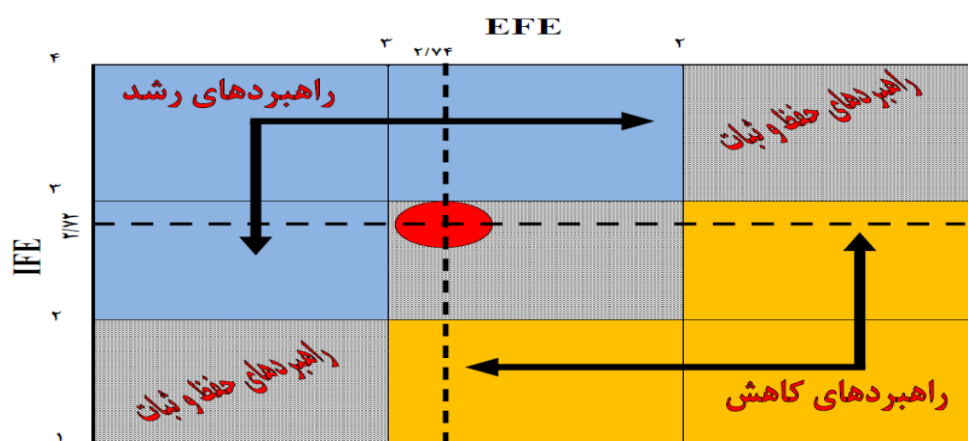 EFE
۴ ۳ ۲/۷۴ ۲
راهبردهای رشد
راهبردهای حفظ و ثبات
۳
۲/۷۲
IFE
۲
راهبردهای حفظ و ثبات
راهبردهای کاهش
۱